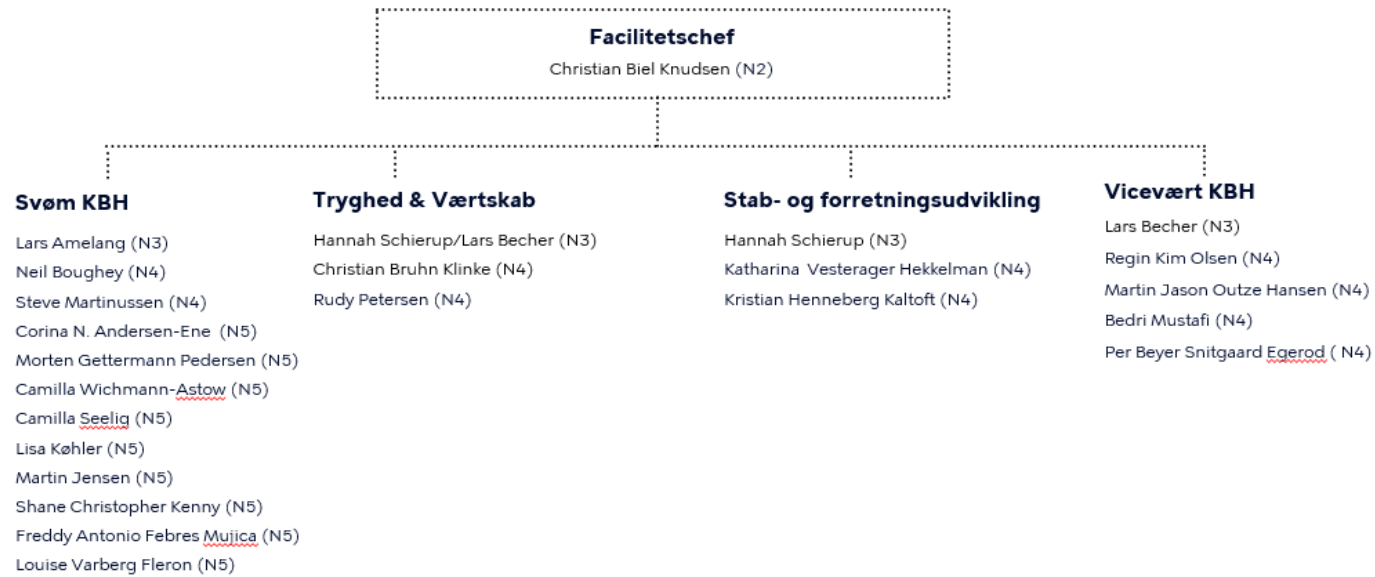 Facilitetschef
Christian Biel Knudsen (N2)
Svøm KBH
Lars Amelang (N3)
Neil Boughey (N4)
Steve Martinussen (N4)
Corina N. Andersen-Ene  (N5)
Morten Gettermann Pedersen (N5)
Camilla Wichmann-Astow (N5)
Camilla Seelig (N5)
Lisa Køhler (N5)
Martin Jensen (N5)
Shane Christopher Kenny (N5)
Freddy Antonio Febres Mujica (N5)
Louise Varberg Fleron (N5)
Tryghed & Værtskab
Hannah Schierup/Lars Becher (N3)
Christian Bruhn Klinke (N4)
Rudy Petersen (N4)
Stab- og forretningsudvikling
Hannah Schierup (N3)
Katharina  Vesterager Hekkelman (N4)
Kristian Henneberg Kaltoft (N4)
Vicevært KBH
Lars Becher (N3)
Regin Kim Olsen (N4)
Martin Jason Outze Hansen (N4)
Bedri Mustafi (N4)
Per Beyer Snitgaard Egerod ( N4)